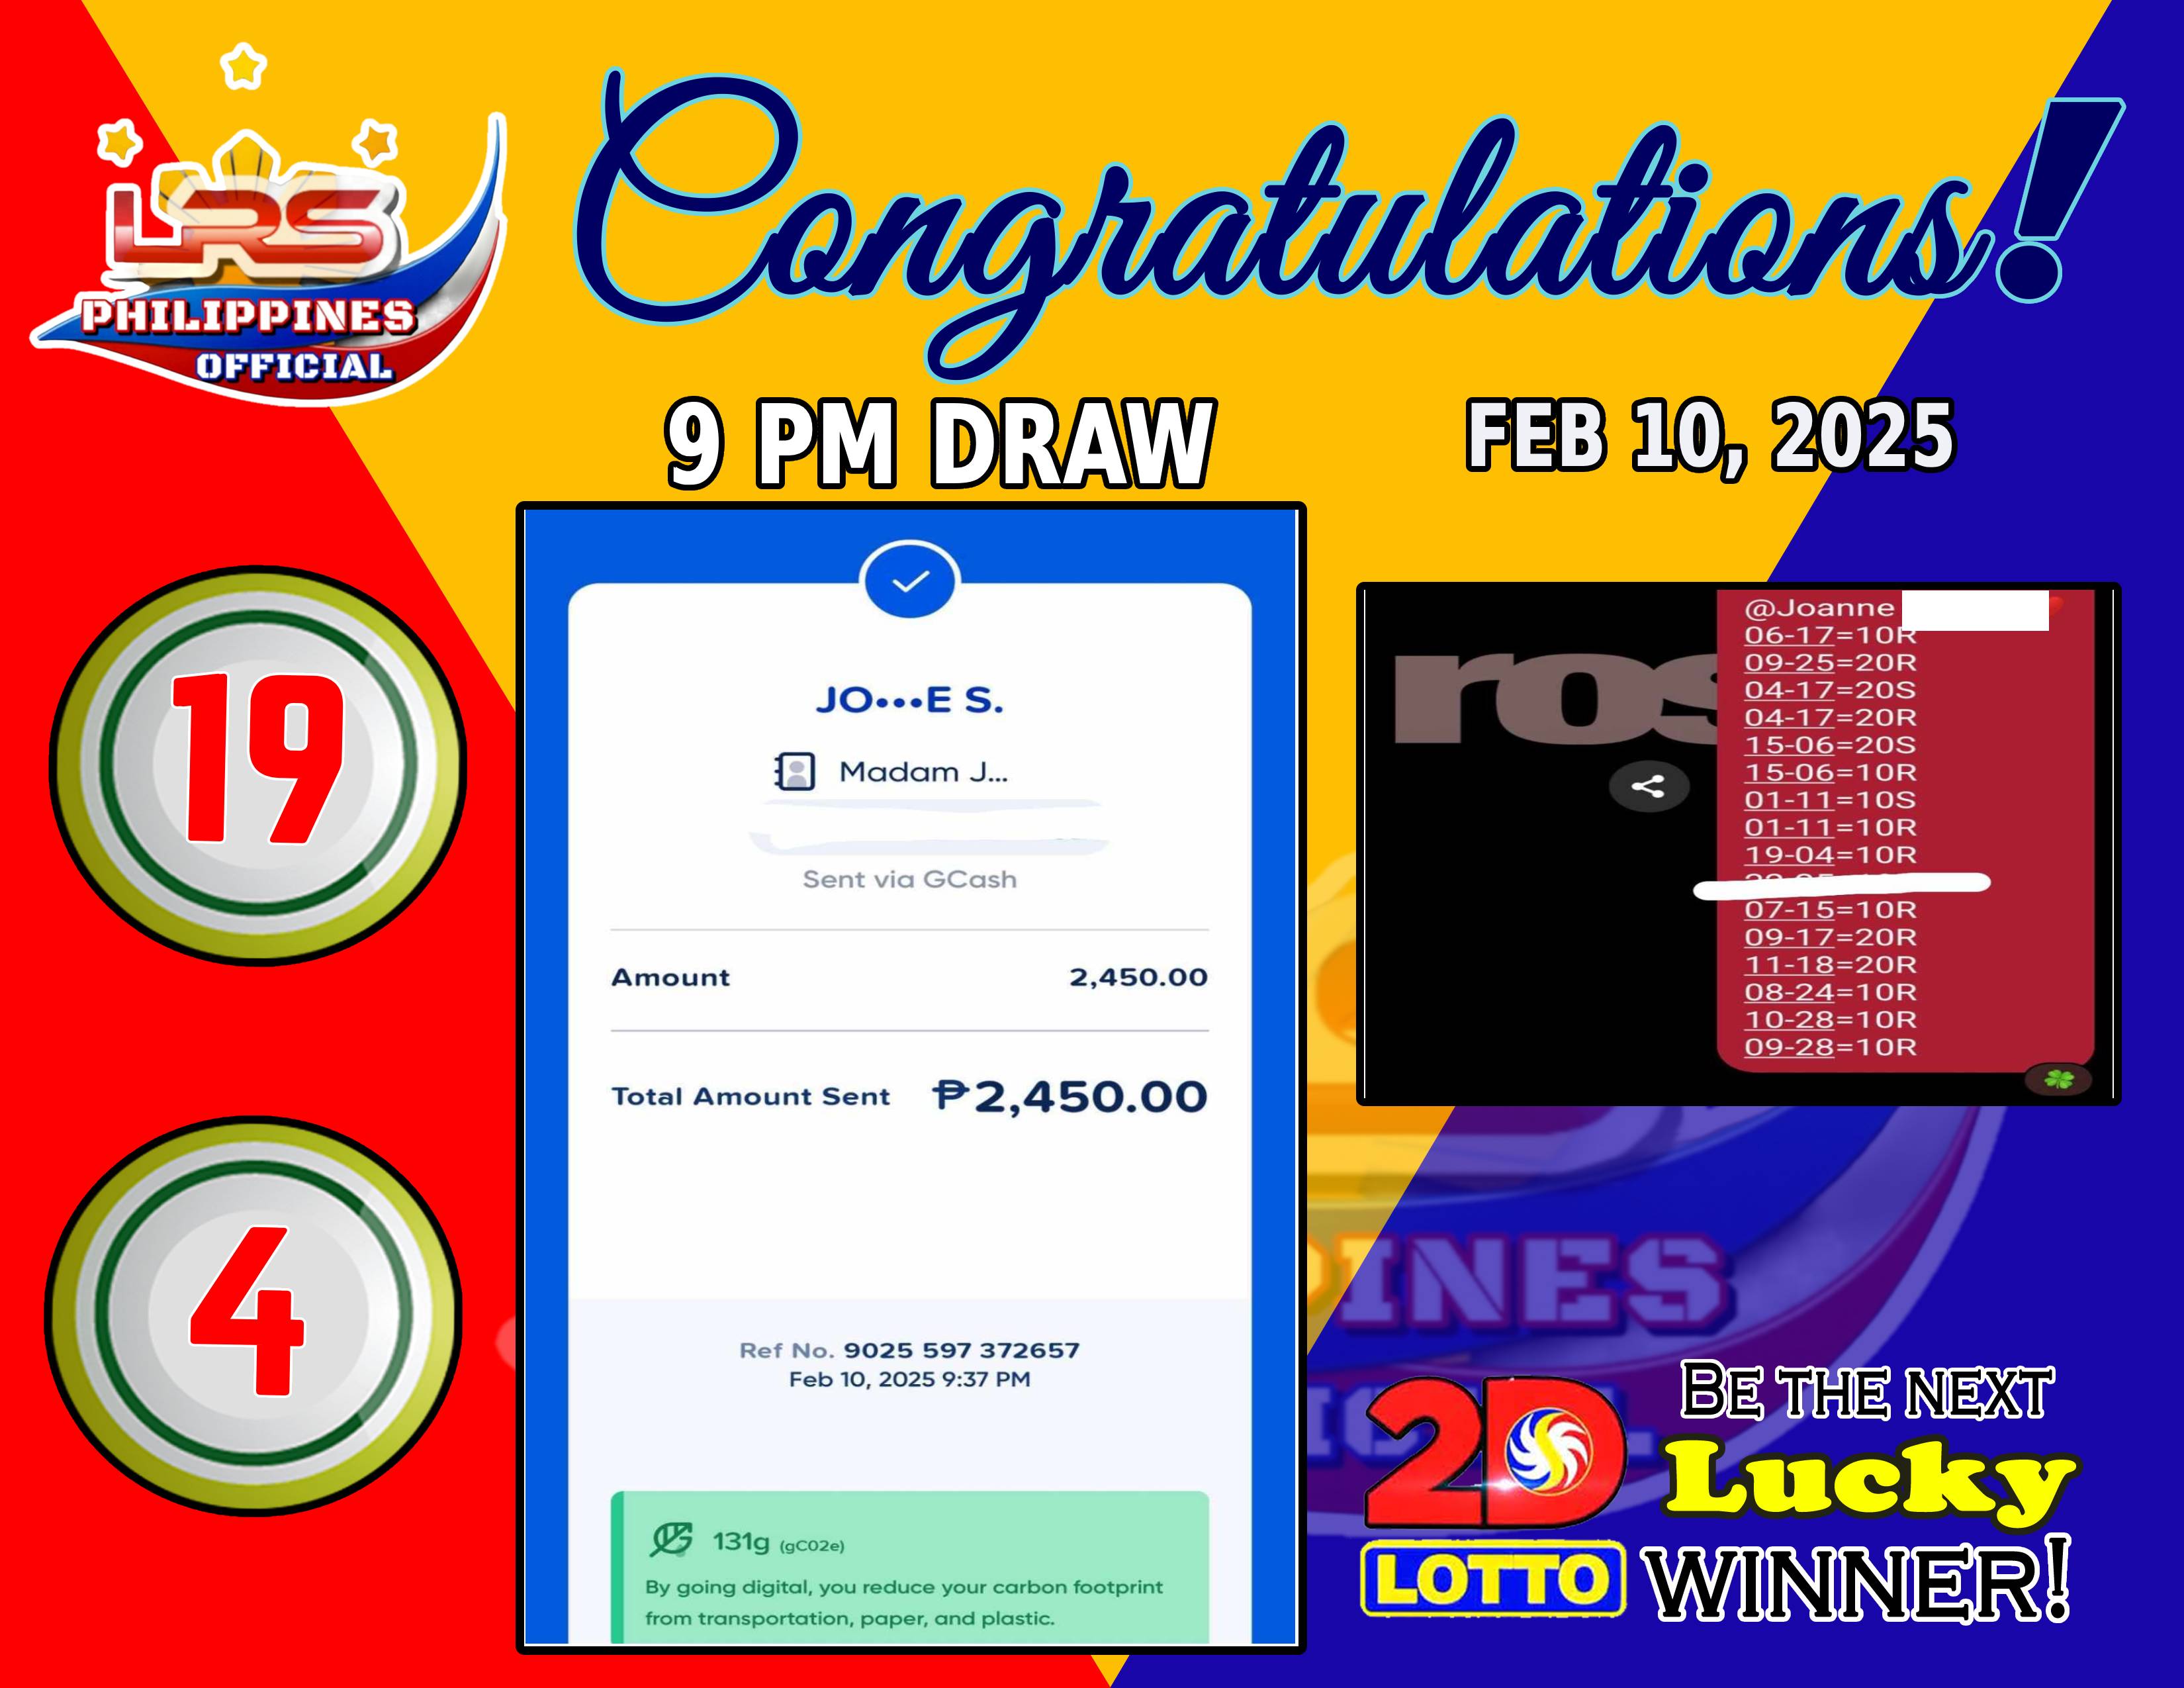 LRS
PHILIPPINES
OFFICIAL
Congratulations!
9 PM DRAW
FEB 10, 2025
19
4
JO•••E S.
Madam J...
Sent via GCash
Amount 2,450.00
Total Amount Sent ₱2,450.00
Ref No. 9025 597 372657
Feb 10, 2025 9:37 PM
131g (gCO2e)
By going digital, you reduce your carbon footprint
from transportation, paper, and plastic.
ros
@Joanne
06-17=10R
09-25=20R
04-17=20S
04-17=20R
15-06=20S
15-06=10R
01-11=10S
01-11=10R
19-04=10R
07-15=10R
09-17=20R
11-18=20R
08-24=10R
10-28=10R
09-28=10R
PINES
2D
LOTTO
BE THE NEXT
Lucky
WINNER!